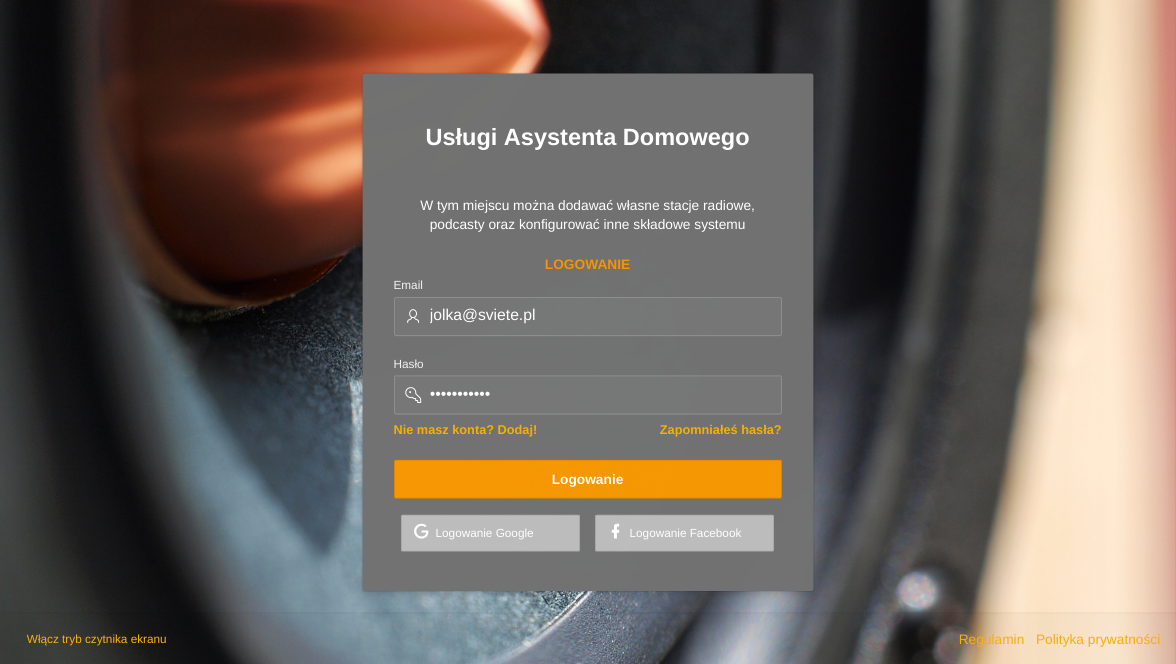 Usługi Asystenta Domowego
W tym miejscu można dodawać własne stacje radiowe,
podcasty oraz konfigurować inne składowe systemu
LOGOWANIE
Email
jolka@sviete.pl
Hasło
•••••••••••
Nie masz konta? Dodaj! Zapomniałeś hasła?
Logowanie
Logowanie Google Logowanie Facebook
Włącz tryb czytnika ekranu Regulamin Polityka prywatności